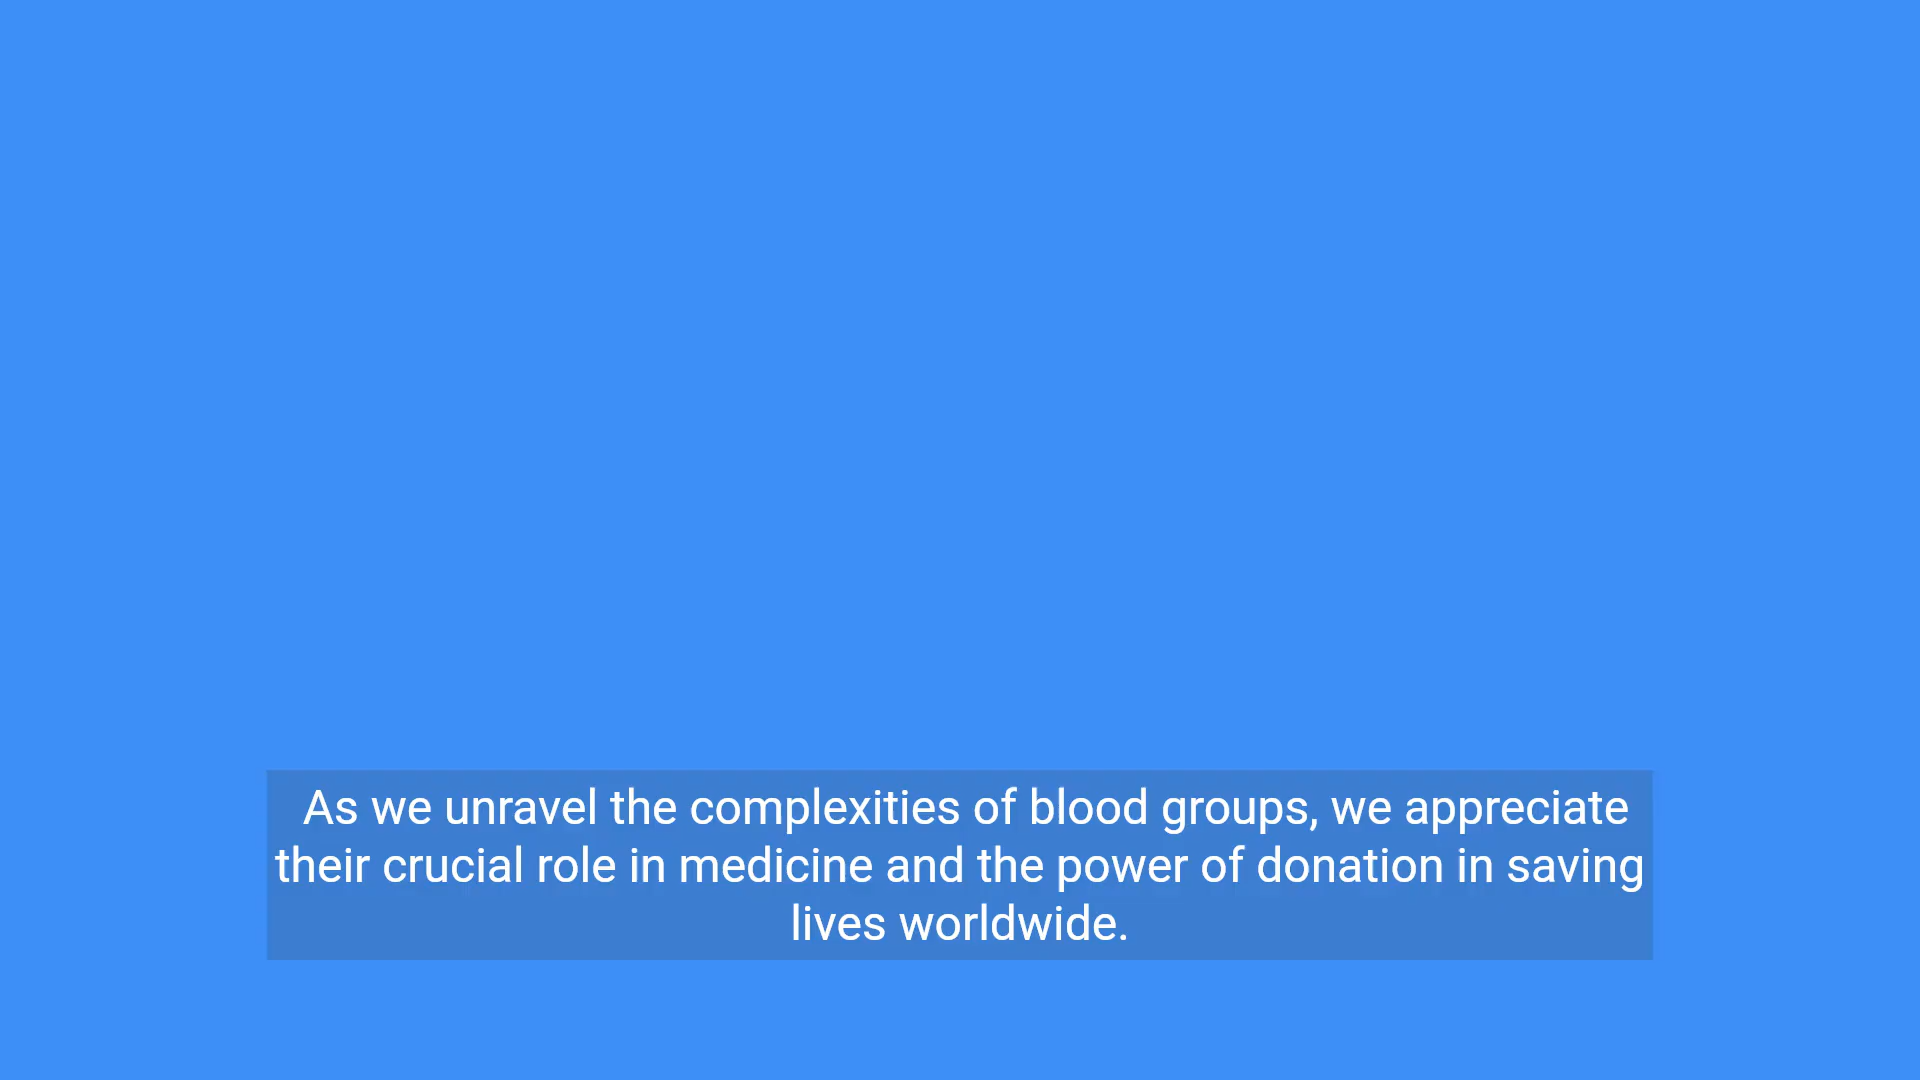 As we unravel the complexities of blood groups, we appreciate
their crucial role in medicine and the power of donation in saving
lives worldwide.